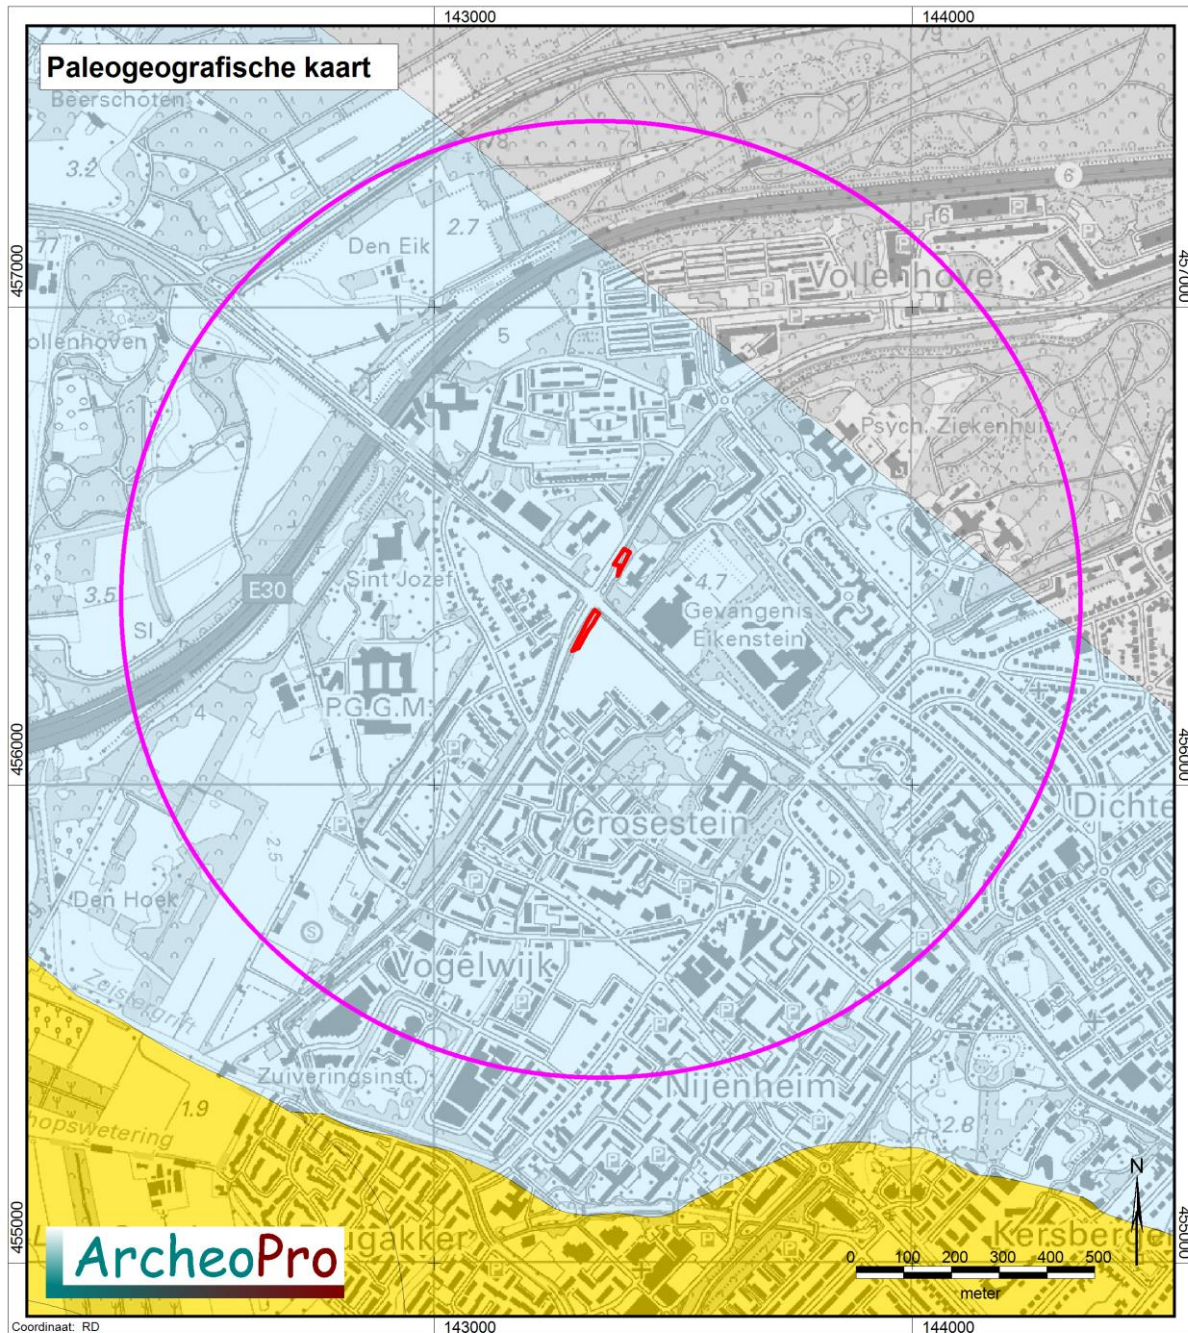 143000
144000
Paleogeografische kaart
Beerschoten
79
78
3.2
6
Den Eik
2.7
6
P
457000
77
Vollenhove
457000
P
5
ollenhoven
Psych. Ziekenhuis
Sint Jozef
4.7
E30
3.5
Gevangenis
Eikenstein
SI
P.G.G.M.
4
P
456000
456000
P
Crosestein
Dichte
2.5
P
Den Hoek
S
P
Vogelwijk
P
P
Zeistergrift
P
Zuiveringsinst.
Nijenheim
1.9
P
2.8
hopswetering
P
P
N
455000
455000
Kersberge
ArcheoPro
0 100 200 300 400 500
meter
Coordinaat: RD
143000
144000